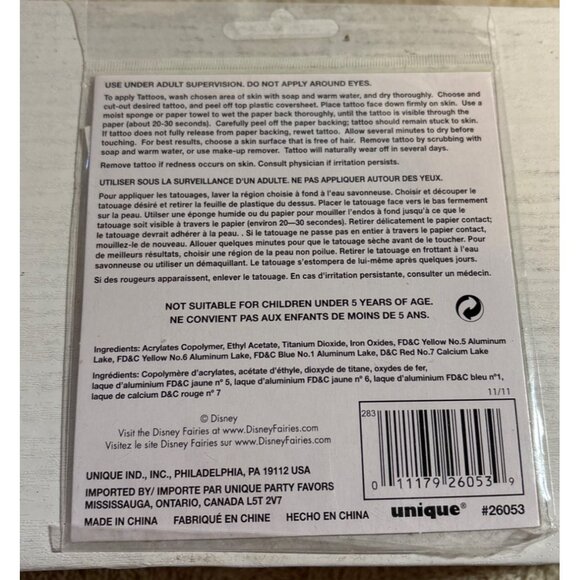 USE UNDER ADULT SUPERVISION. DO NOT APPLY AROUND EYES.
To apply Tattoos, wash chosen area of skin with soap and warm water, and dry thoroughly. Choose and
cut-out desired tattoo, and peel off top plastic coversheet. Place tattoo face down firmly on skin. Use a
moist sponge or paper towel to wet the paper back thoroughly, until the tattoo is visible through the
paper (about 20-30 seconds). Carefully peel off the paper backing; tattoo should remain stuck to skin.
If tattoo does not fully release from paper backing, rewet tattoo. Allow several minutes to dry before
touching. For best results, choose a skin surface that is free of hair. Remove tattoo by scrubbing with
soap and warm water, or use make-up remover. Tattoo will naturally wear off in several days.
Remove tattoo if redness occurs on skin. Consult physician if irritation persists.
UTILISER SOUS LA SURVEILLANCE D'UN ADULTE. NE PAS APPLIQUER AUTOUR DES YEUX.
Pour appliquer les tatouages, laver la région choisie à fond à l'eau savonneuse. Choisir et découper le
tatouage désiré et retirer la feuille de plastique du dessus. Placer le tatouage face vers le bas fermement
sur la peau. Utilser une éponge humide ou du papier pour mouiller l'endos à fond jusqu'à ce que le
tatouage soit visible à travers le papier (environ 20—30 secondes). Retirer délicatement le papier contact;
le tatouage devrait adhérer à la peau. . Si le tatouage ne passe pas en entier à travers le papier contact,
mouillez-le de nouveau. Allouer quelques minutes pour que le tatouage sèche avant de le toucher. Pour
de meilleurs résultats, choisir une région de la peau non poilue. Retirer le tatouage en frottant à l'eau
savonneuse ou utiliser un démaquillant. Le tatouage s'estompera de lui-même après quelques jours.
Si des rougeurs apparaissent, enlever le tatouage. En cas d'irritation persistante, consulter un médecin.
NOT SUITABLE FOR CHILDREN UNDER 5 YEARS OF AGE.
NE CONVIENT PAS AUX ENFANTS DE MOINS DE 5 ANS.
Ingredients: Acrylates Copolymer, Ethyl Acetate, Titanium Dioxide, Iron Oxides, FD&C Yellow No.5 Aluminum
Lake, FD&C Yellow No.6 Aluminum Lake, FD&C Blue No.1 Aluminum Lake, D&C Red No.7 Calcium Lake
Ingrédients: Copolymère d'acrylates, acétate d'éthyle, dioxyde de titane, oxydes de fer,
laque d'aluminium FD&C jaune n° 5, laque d'aluminium FD&C jaune n° 6, laque d'aluminium FD&C bleu n°1,
laque de calcium D&C rouge n° 7
11/11
© Disney
Visit the Disney Fairies at www.DisneyFairies.com
Visitez le site Disney Fairies sur www.DisneyFairies.com
283
0 11179 26053 9
UNIQUE IND., INC., PHILADELPHIA, PA 19112 USA
IMPORTED BY/ IMPORTÉ PAR UNIQUE PARTY FAVORS
MISSISSAUGA, ONTARIO, CANADA L5T 2V7
MADE IN CHINA FABRIQUÉ EN CHINE HECHO EN CHINA
unique® #26053